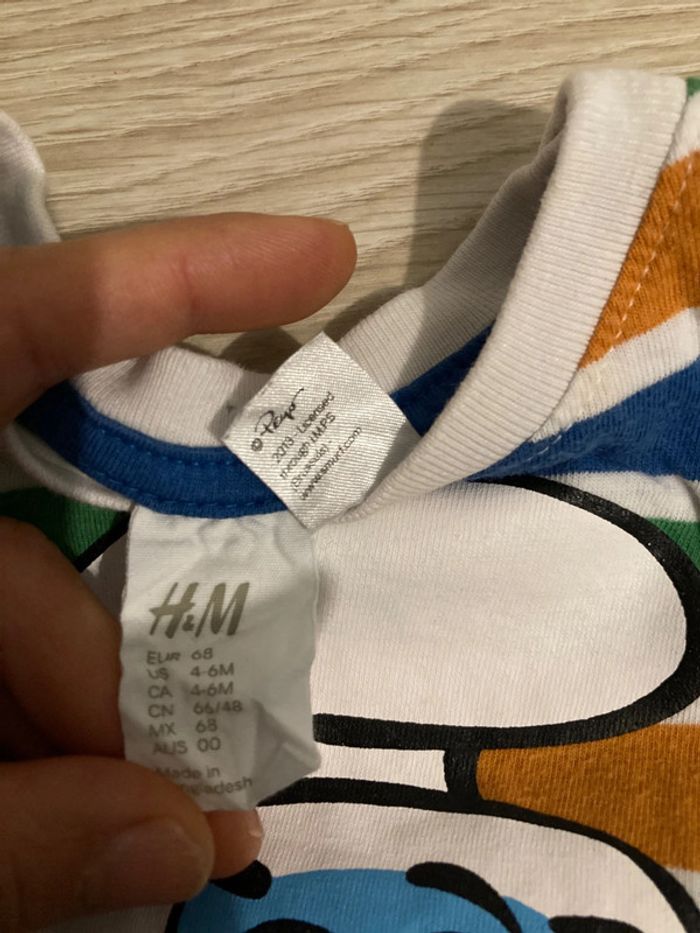 © Peyo
2019 - Licensed
through I.M.P.S
(Brussels)
www.smurf.com
H&M
EUR 68
US 4-6M
CA 4-6M
CN 66/48
MX 68
AUS 00
Made in
Bangladesh